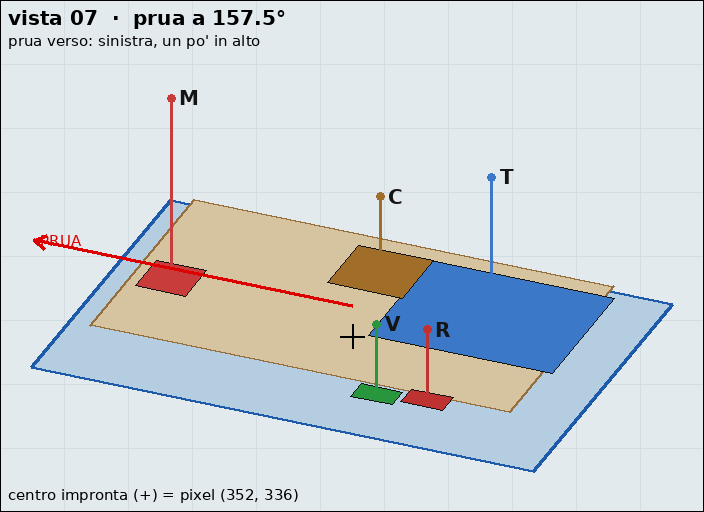 vista 07 · prua a 157.5°
prua verso: sinistra, un po' in alto
M
T
C
PRUA
V
R
centro impronta (+) = pixel (352, 336)